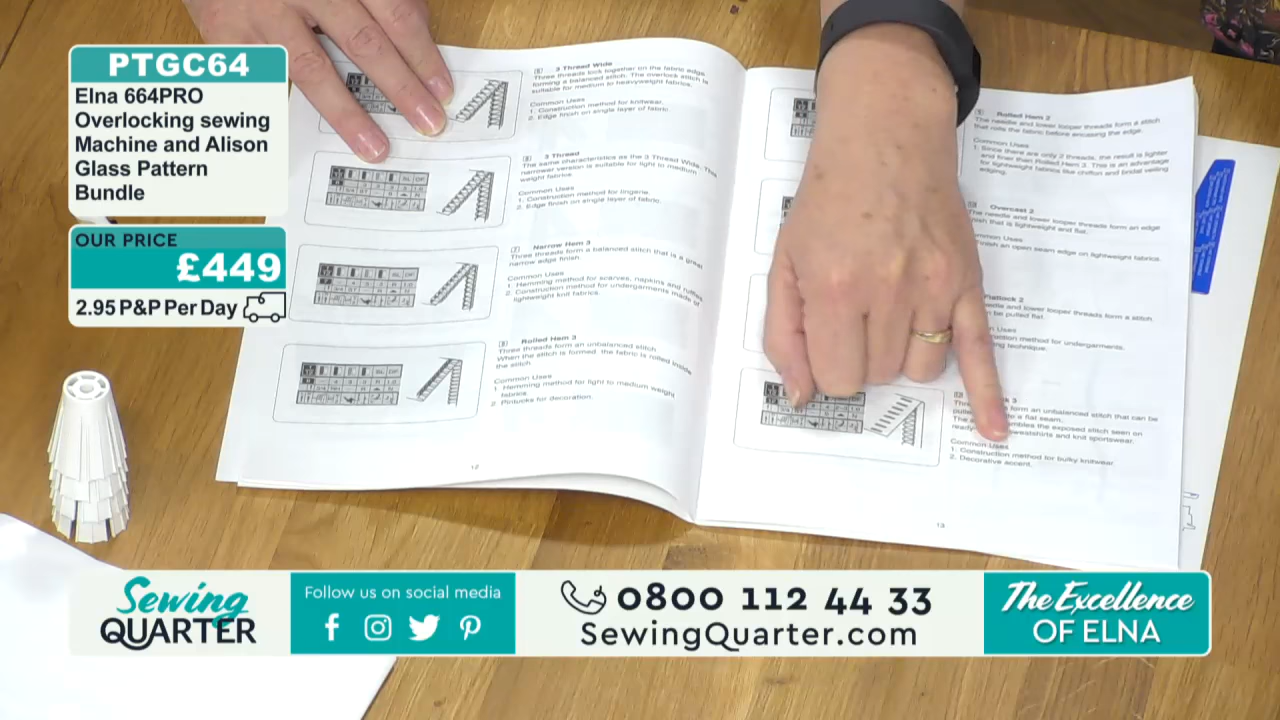 PTGC64
Elna 664PRO
Overlocking sewing
Machine and Alison
Glass Pattern
Bundle
OUR PRICE
£449
2.95 P&P Per Day
3 Thread Wide
Three threads lock together on the fabric edge
forming a balanced stitch. The overlock stitch is
suitable for medium to heavyweight fabrics.
Common Uses
1. Construction method for knitwear.
2. Edge finish on single layer of fabric.
3 Thread
The same characteristics as the 3 Thread Wide. This
narrower version is suitable for light to medium
weight fabrics.
Common Uses
1. Construction method for lingerie.
2. Edge finish on single layer of fabric.
Narrow Hem 3
Three threads form a balanced stitch that is a great
narrow edge finish.
Common Uses
1. Hemming method for scarves, napkins and ruffles.
2. Construction method for undergarments made of
lightweight knit fabrics.
Rolled Hem 3
Three threads form an unbalanced stitch.
When the stitch is formed, the fabric is rolled inside
the stitch.
Common Uses
1. Hemming method for light to medium weight
fabrics.
2. Pintucks for decoration.
12
Rolled Hem 2
The needle and lower looper threads form a stitch
that rolls the fabric before encasing the edge.
Common Uses
1. Since there are only 2 threads, the result is lighter
and finer than Rolled Hem 3. This is an advantage
for lightweight fabrics like chiffon and bridal veiling
edging.
Overcast 2
The needle and lower looper threads form an edge
that is lightweight and flat.
Uses
an open seam edge on lightweight fabrics.
Flatlock 2
and lower looper threads form a stitch
be pulled flat.
Uses
method for undergarments.
technique.
3
form an unbalanced stitch that can be
a flat seam.
the exposed stitch seen on
sweatshirts and knit sportswear.
Common Uses
1. Construction method for bulky knitwear.
2. Decorative accent.
13
Sewing
QUARTER
Follow us on social media
0800 112 44 33
SewingQuarter.com
The Excellence
OF ELNA